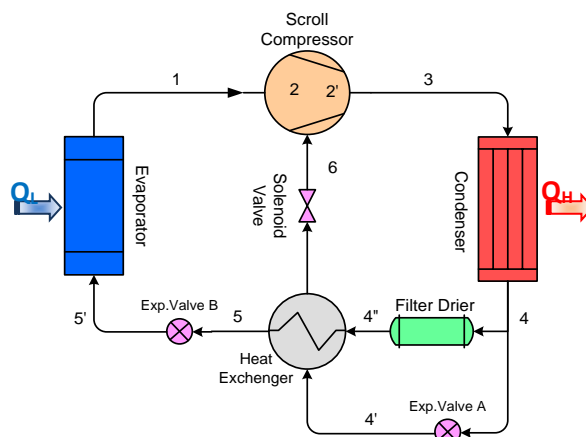 Scroll
Compressor
1
2
2'
3
6
Solenoid
Valve
Evaporator
Condenser
QL
QH
Exp.Valve B
5'
5
4"
Filter Drier
4
Heat
Exchenger
4'
Exp.Valve A